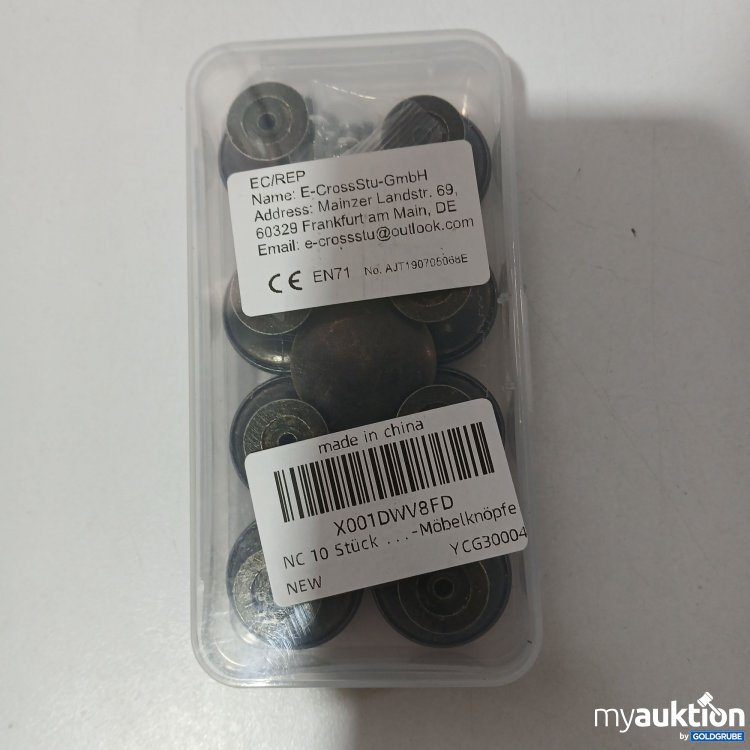 EC/REP
Name: E-CrossStu-GmbH
Address: Mainzer Landstr. 69,
60329 Frankfurt am Main, DE
Email: e-crossstu@outlook.com
CE EN71 No. AJT190705068E
made in china
X001DWV8FD
NC 10 Stück ...-Möbelknöpfe
NEW YCG30004
myauktion
by GOLDGRUBE